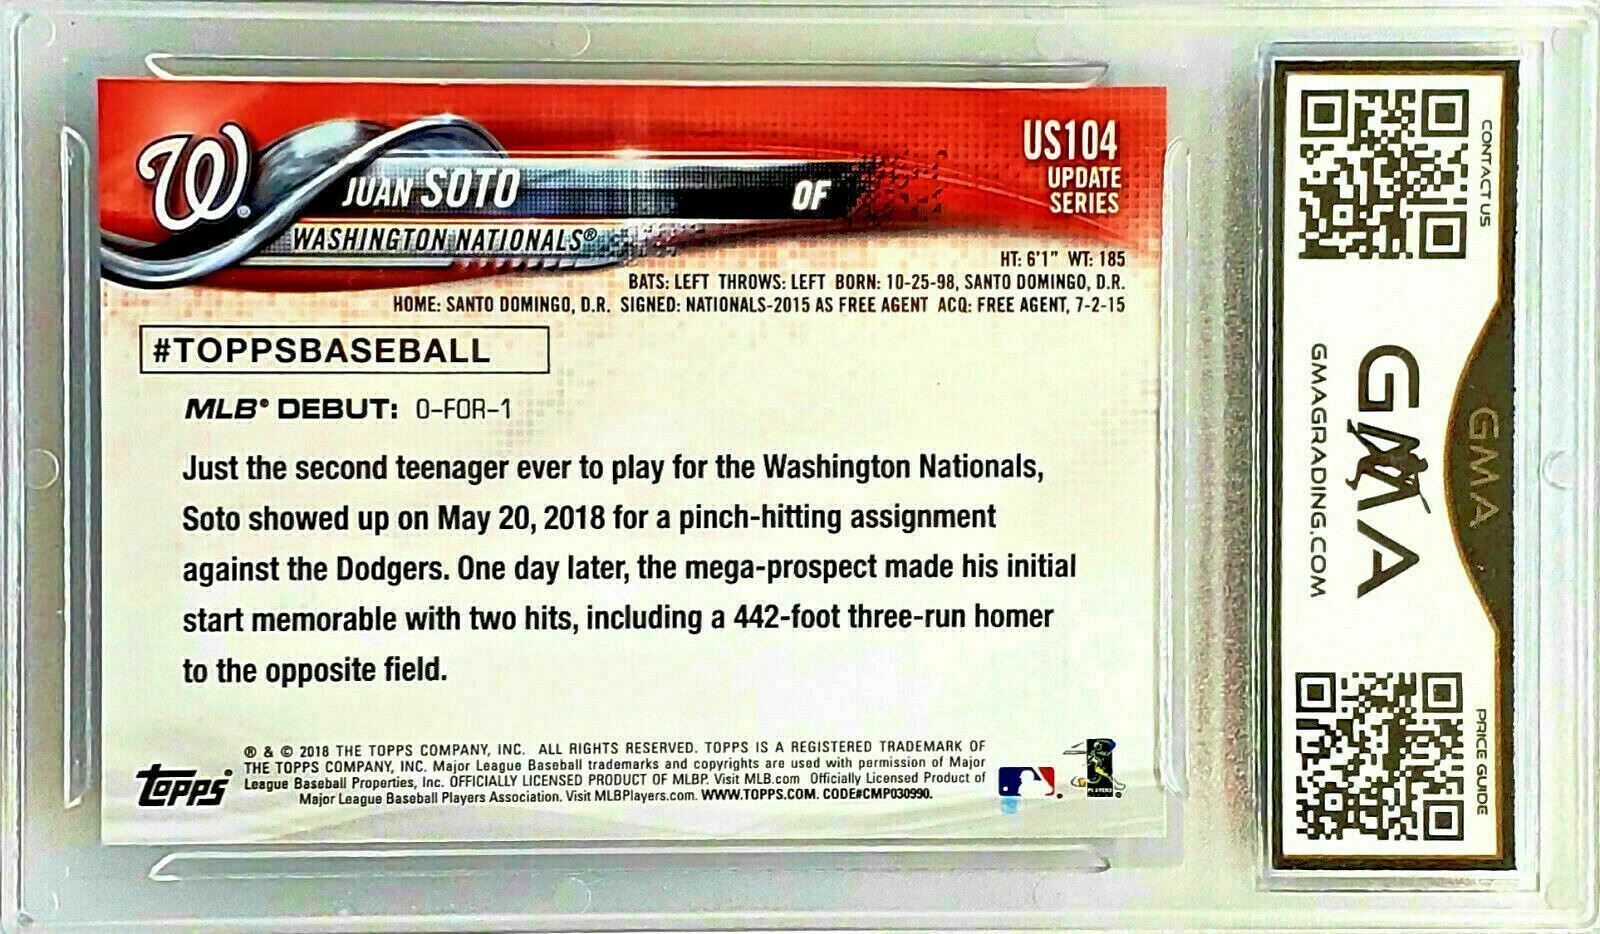 W
JUAN SOTO OF
WASHINGTON NATIONALS®
US104
UPDATE
SERIES
HT: 6'1" WT: 185
BATS: LEFT THROWS: LEFT BORN: 10-25-98, SANTO DOMINGO, D.R.
HOME: SANTO DOMINGO, D.R. SIGNED: NATIONALS-2015 AS FREE AGENT ACQ: FREE AGENT, 7-2-15
#TOPPSBASEBALL
MLB® DEBUT: 0-FOR-1
Just the second teenager ever to play for the Washington Nationals,
Soto showed up on May 20, 2018 for a pinch-hitting assignment
against the Dodgers. One day later, the mega-prospect made his initial
start memorable with two hits, including a 442-foot three-run homer
to the opposite field.
Topps
® & © 2018 THE TOPPS COMPANY, INC. ALL RIGHTS RESERVED. TOPPS IS A REGISTERED TRADEMARK OF
THE TOPPS COMPANY, INC. Major League Baseball trademarks and copyrights are used with permission of Major
League Baseball Properties, Inc. OFFICIALLY LICENSED PRODUCT OF MLBP. Visit MLB.com Officially Licensed Product of
Major League Baseball Players Association. Visit MLBPlayers.com. WWW.TOPPS.COM. CODE#CMP030990.
PLAYERS
CONTACT US
GMA
GMAGRADING.COM
GMA
PRICE GUIDE